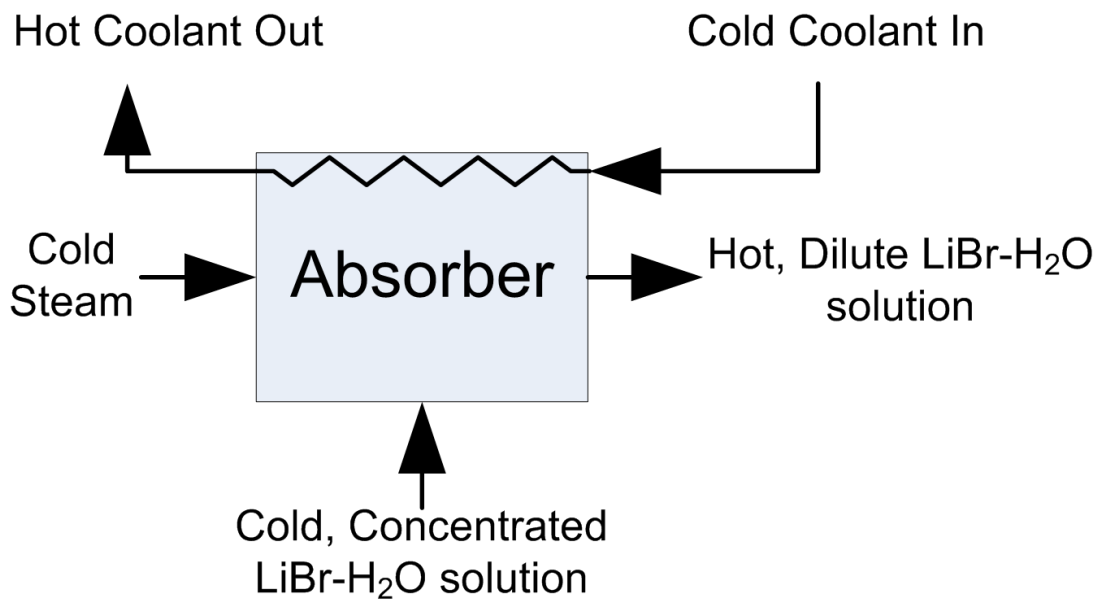 Hot Coolant Out
Cold Coolant In
Cold
Steam
Absorber
Hot, Dilute LiBr-H₂O
solution
Cold, Concentrated
LiBr-H₂O solution